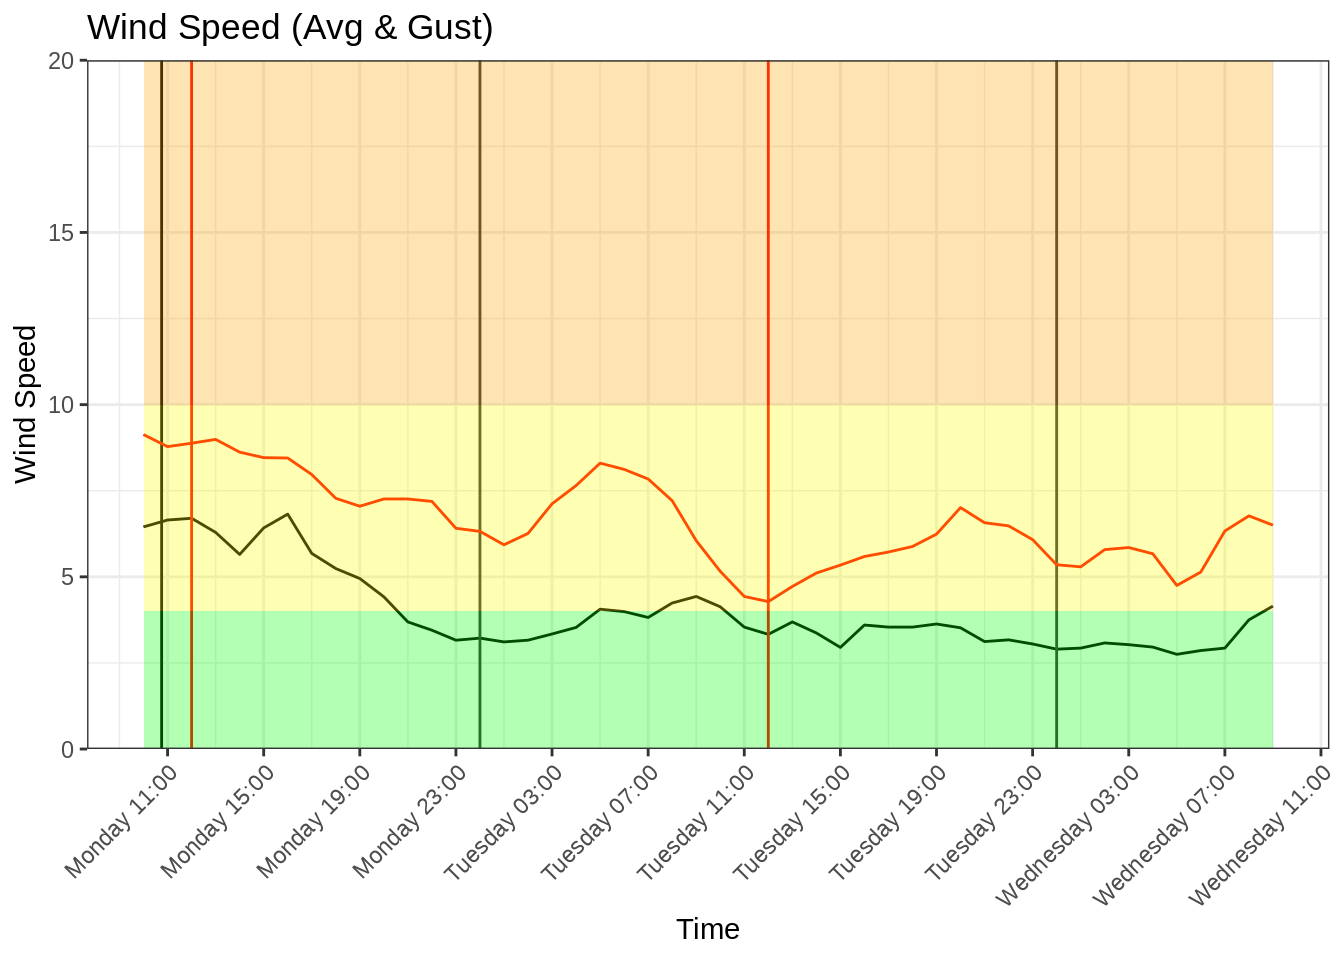 Wind Speed (Avg & Gust)
Wind Speed
20
15
10
5
0
Monday 11:00
Monday 15:00
Monday 19:00
Monday 23:00
Tuesday 03:00
Tuesday 07:00
Tuesday 11:00
Tuesday 15:00
Tuesday 19:00
Tuesday 23:00
Wednesday 03:00
Wednesday 07:00
Wednesday 11:00
Time